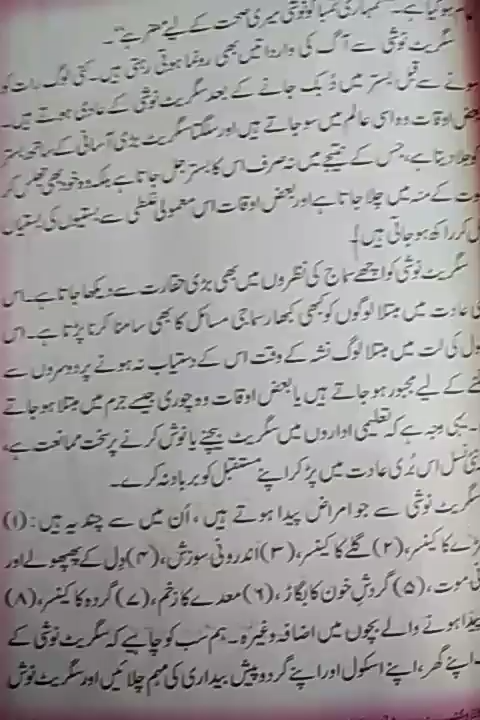 عام ہو گیا ہے۔ تمہاری تمباکو نوشی میری صحت کے لیے مضر ہے“۔
سگریٹ نوشی سے آگ کی وارداتیں بھی رونما ہوتی رہتی ہیں۔ کئی لوگ رات کو
سونے سے قبل بستر میں دُبک جانے کے بعد سگریٹ نوشی کے عادی ہوتے ہیں۔
بعض اوقات وہ اسی عالم میں سو جاتے ہیں اور سلگتا سگریٹ بڑی آسانی کے ساتھ بستر
کو جلا دیتا ہے، جس کے نتیجے میں نہ صرف اس کا بستر جل جاتا ہے بلکہ وہ خود بھی جھلس کر
موت کے منہ میں چلا جاتا ہے اور بعض اوقات اس معمولی غلطی سے بستیوں کی بستیاں
جل کر راکھ ہو جاتی ہیں!
سگریٹ نوشی کو اچھے سماج کی نظروں میں بھی بڑی حقارت سے دیکھا جاتا ہے۔ اس
عادت میں مبتلا لوگوں کو کبھی کبھار سماجی مسائل کا بھی سامنا کرنا پڑتا ہے۔ اس
کی لت میں مبتلا لوگ نشہ کے وقت اس کے دستیاب نہ ہونے پر دوسروں سے
کے لیے مجبور ہو جاتے ہیں یا بعض اوقات وہ چوری جیسے جرم میں مبتلا ہو جاتے
۔ یہی وجہ ہے کہ تعلیمی اداروں میں سگریٹ بیچنے یا نوش کرنے پر سخت ممانعت ہے،
نئی نسل اس بُری عادت میں پڑ کر اپنے مستقبل کو برباد نہ کرے۔
سگریٹ نوشی سے جو امراض پیدا ہوتے ہیں، اُن میں سے چند یہ ہیں: (۱)
کا کینسر، (۲) گلے کا کینسر، (۳) اندرونی سوزش، (۴) دِل کے پھپھولے اور
موت، (۵) گردشِ خون کا بگاڑ، (۶) معدے کا زخم، (۷) گردہ کا کینسر، (۸)
پیدا ہونے والے بچوں میں اضافہ وغیرہ۔ ہم سب کو چاہیے کہ سگریٹ نوشی کے
اپنے گھر، اپنے اسکول اور اپنے گرد و پیش بیداری کی مہم چلائیں اور سگریٹ نوش